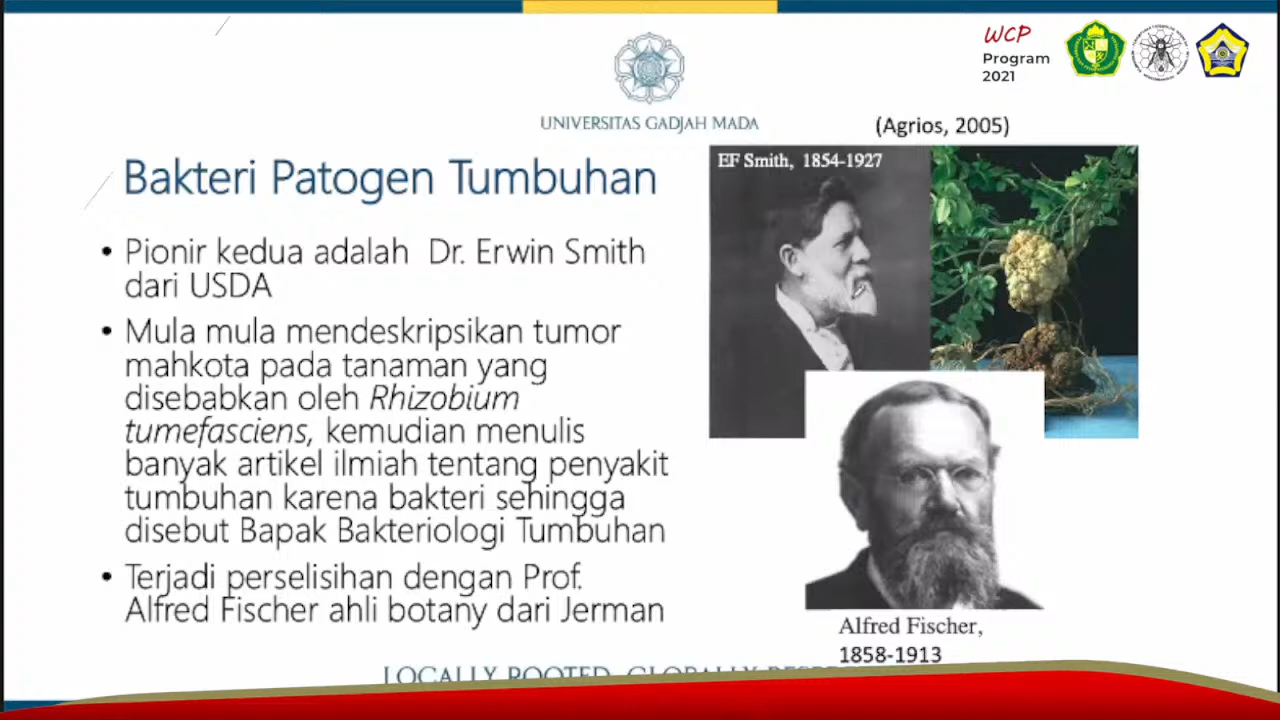 WCP
Program
2021
UNIVERSITAS GADJAH MADA
(Agrios, 2005)
EF Smith, 1854-1927
Bakteri Patogen Tumbuhan
• Pionir kedua adalah Dr. Erwin Smith
dari USDA
• Mula mula mendeskripsikan tumor
mahkota pada tanaman yang
disebabkan oleh Rhizobium
tumefasciens, kemudian menulis
banyak artikel ilmiah tentang penyakit
tumbuhan karena bakteri sehingga
disebut Bapak Bakteriologi Tumbuhan
• Terjadi perselisihan dengan Prof.
Alfred Fischer ahli botany dari Jerman
Alfred Fischer,
1858-1913
LOCALLY ROOTED, GLOBALLY